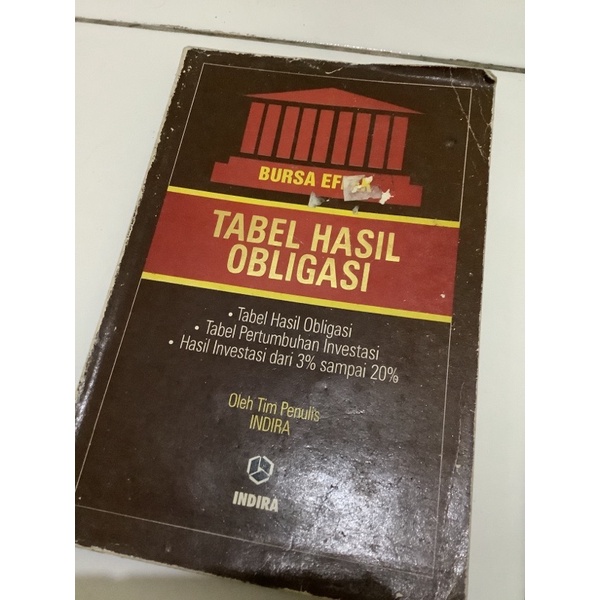 BURSA
TABEL HASIL
OBLIGASI
• Tabel Hasil Obligasi
• Tabel Pertumbuhan Investasi
• Hasil Investasi dari 3% sampai 20%
Oleh Tim Penulis
INDIRA
INDIRA